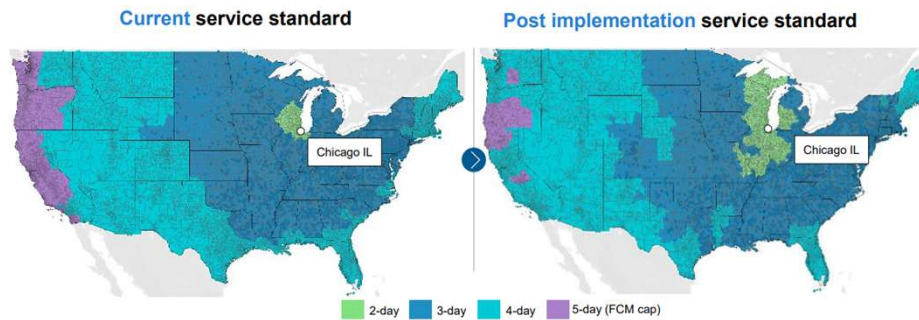 Current service standard
Post implementation service standard
Chicago IL
Chicago IL
2-day
3-day
4-day
5-day (FCM cap)